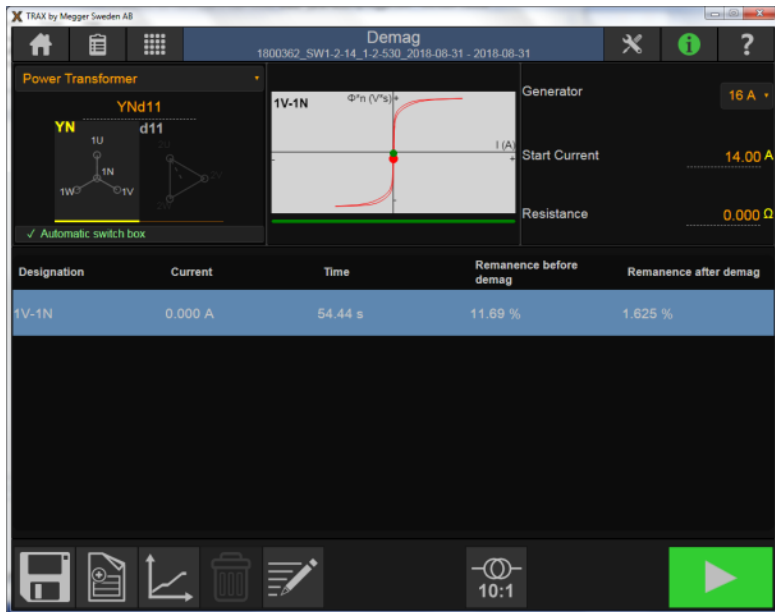 TRAX by Megger Sweden AB
Demag
1800362_SW1-2-14_1-2-530_2018-08-31 - 2018-08-31
?
Power Transformer
YNd11
YN
d11
1U
1N
1W
1V
2U
2V
2W
✓ Automatic switch box
1V-1N
Φ*n (V*s)
+
I (A)
-
+
-
Generator
16 A
Start Current
14.00 A
Resistance
0.000 Ω
Designation Current Time Remanence before demag Remanence after demag
1V-1N 0.000 A 54.44 s 11.69 % 1.625 %
10:1